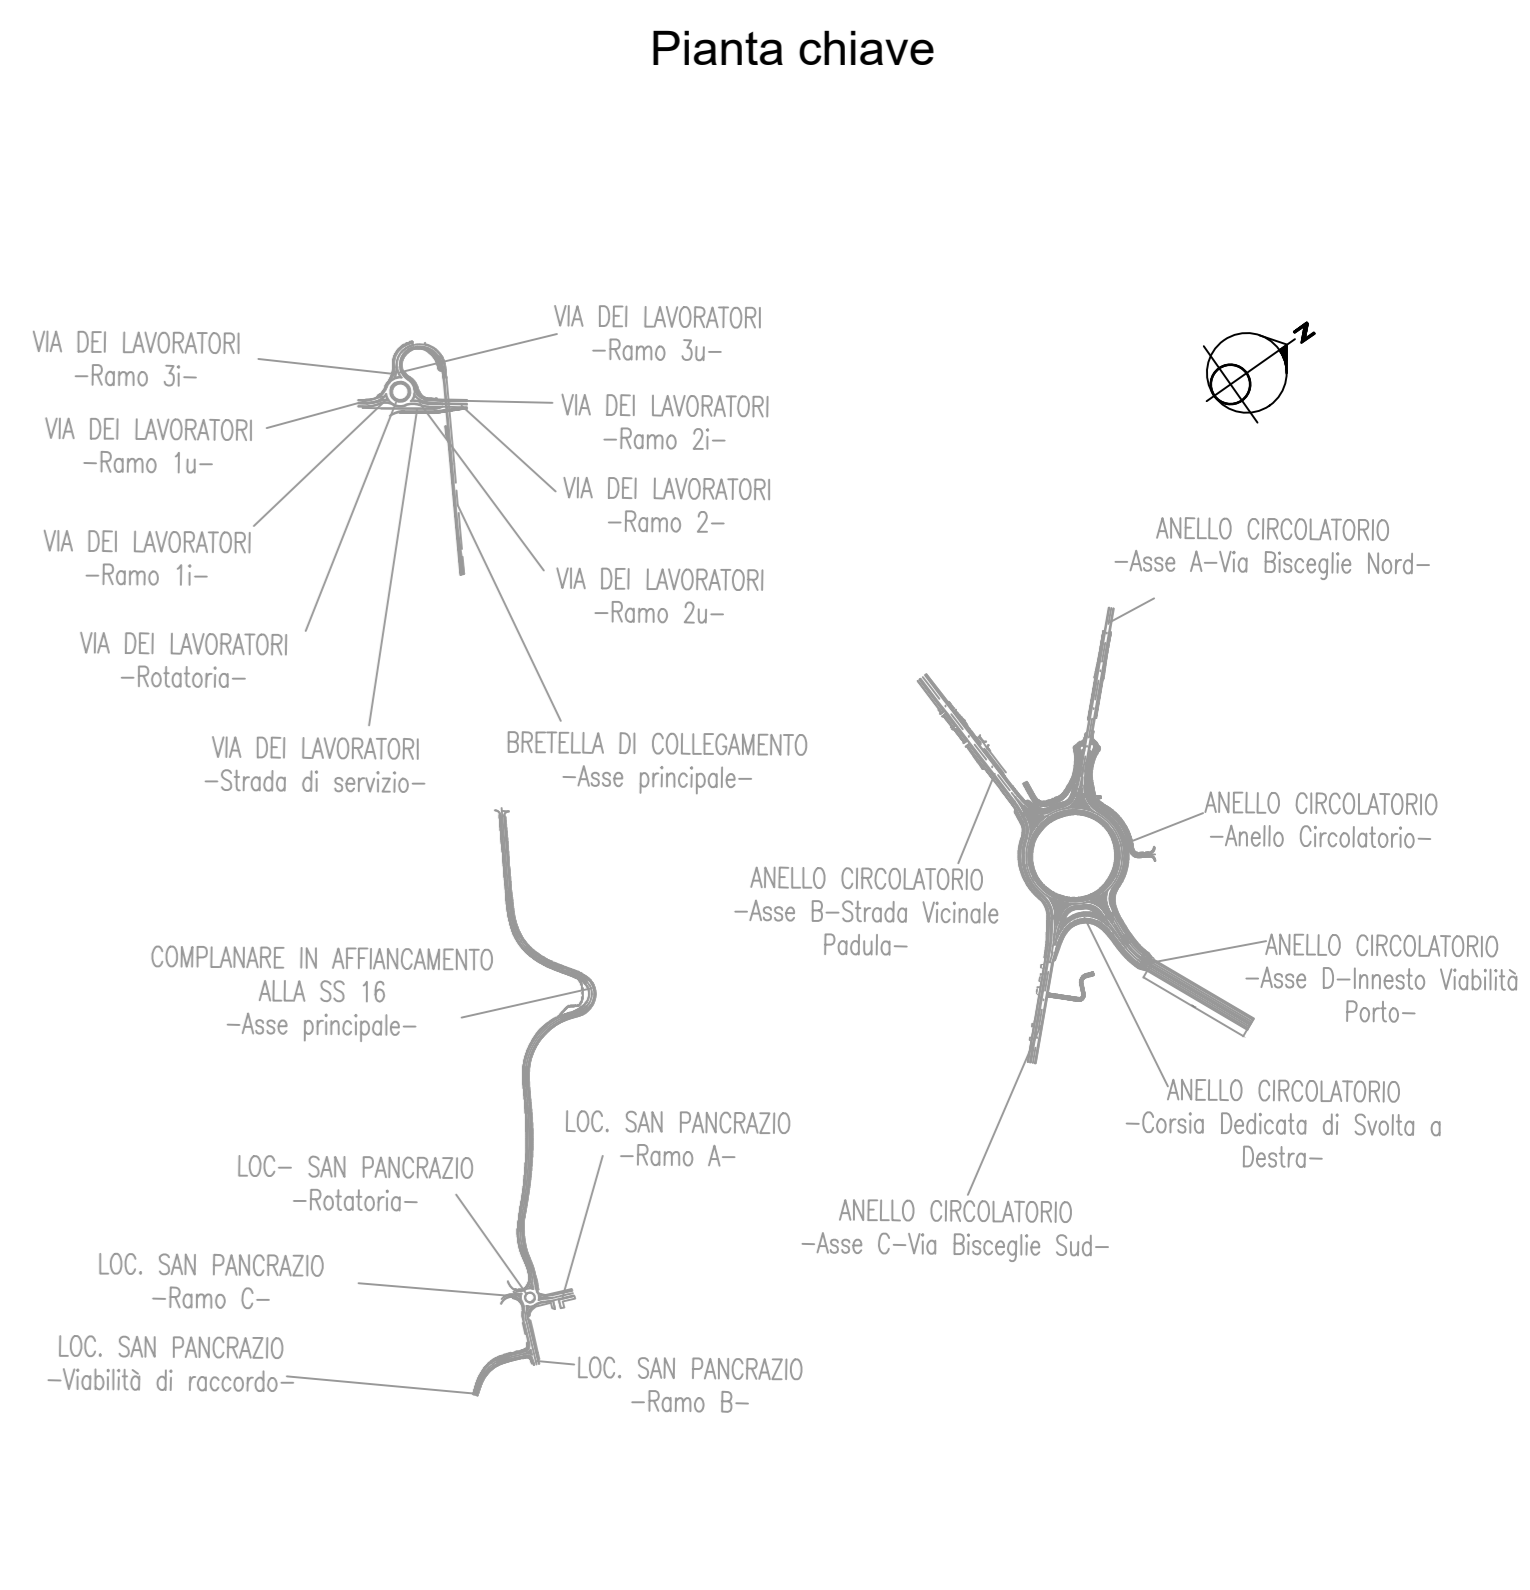 Pianta chiave
VIA DEI LAVORATORI
-Ramo 3u-
VIA DEI LAVORATORI
-Ramo 3i-
N
VIA DEI LAVORATORI
-Ramo 2i-
VIA DEI LAVORATORI
-Ramo 1u-
VIA DEI LAVORATORI
-Ramo 2-
VIA DEI LAVORATORI
-Ramo 1i-
VIA DEI LAVORATORI
-Ramo 2u-
ANELLO CIRCOLATORIO
-Asse A-Via Bisceglie Nord-
VIA DEI LAVORATORI
-Rotatoria-
VIA DEI LAVORATORI
-Strada di servizio-
BRETELLA DI COLLEGAMENTO
-Asse principale-
ANELLO CIRCOLATORIO
-Anello Circolatorio-
ANELLO CIRCOLATORIO
-Asse B-Strada Vicinale
Padula-
COMPLANARE IN AFFIANCAMENTO
ALLA SS 16
-Asse principale-
ANELLO CIRCOLATORIO
-Asse D-Innesto Viabilità
Porto-
ANELLO CIRCOLATORIO
-Corsia Dedicata di Svolta a
Destra-
LOC. SAN PANCRAZIO
-Ramo A-
LOC- SAN PANCRAZIO
-Rotatoria-
ANELLO CIRCOLATORIO
-Asse C-Via Bisceglie Sud-
LOC. SAN PANCRAZIO
-Ramo C-
LOC. SAN PANCRAZIO
-Viabilità di raccordo-
LOC. SAN PANCRAZIO
-Ramo B-